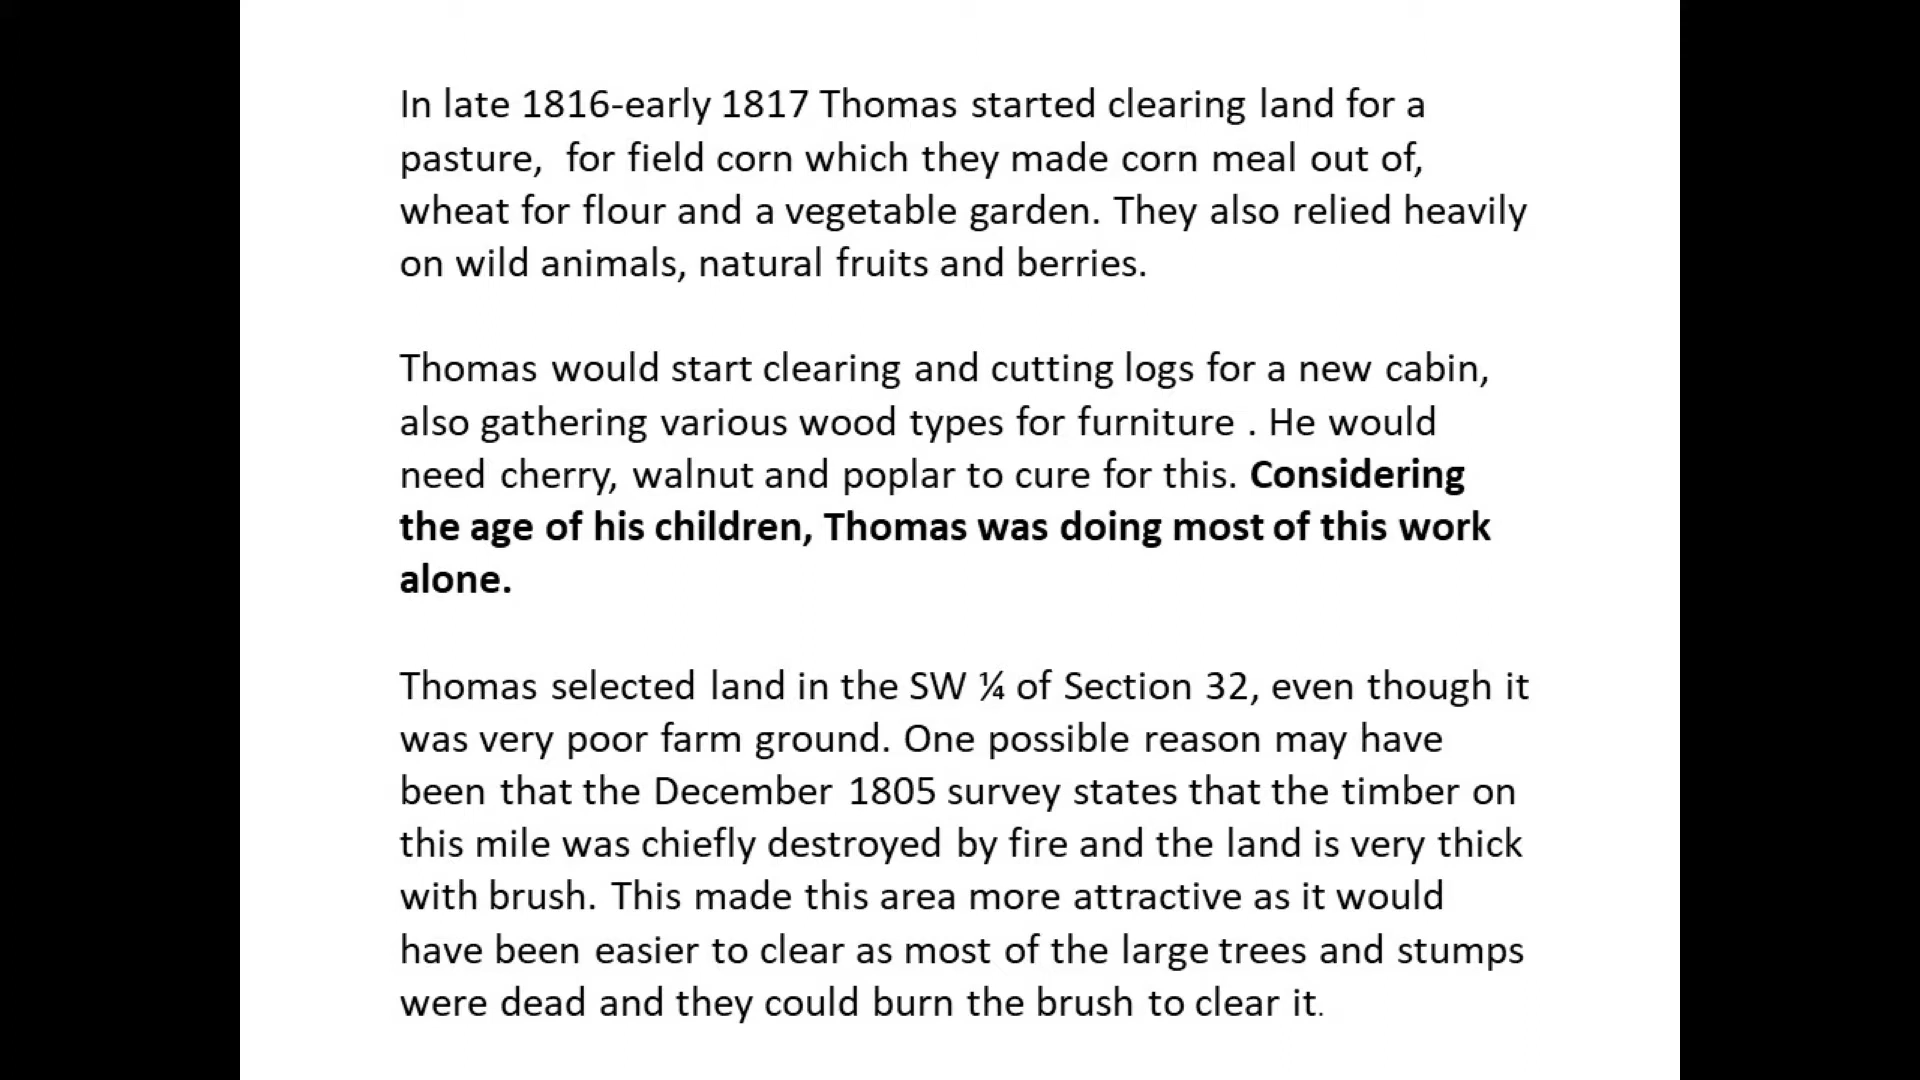 In late 1816-early 1817 Thomas started clearing land for a
pasture,  for field corn which they made corn meal out of,
wheat for flour and a vegetable garden. They also relied heavily
on wild animals, natural fruits and berries.
Thomas would start clearing and cutting logs for a new cabin,
also gathering various wood types for furniture . He would
need cherry, walnut and poplar to cure for this. Considering
the age of his children, Thomas was doing most of this work
alone.
Thomas selected land in the SW ¼ of Section 32, even though it
was very poor farm ground. One possible reason may have
been that the December 1805 survey states that the timber on
this mile was chiefly destroyed by fire and the land is very thick
with brush. This made this area more attractive as it would
have been easier to clear as most of the large trees and stumps
were dead and they could burn the brush to clear it.